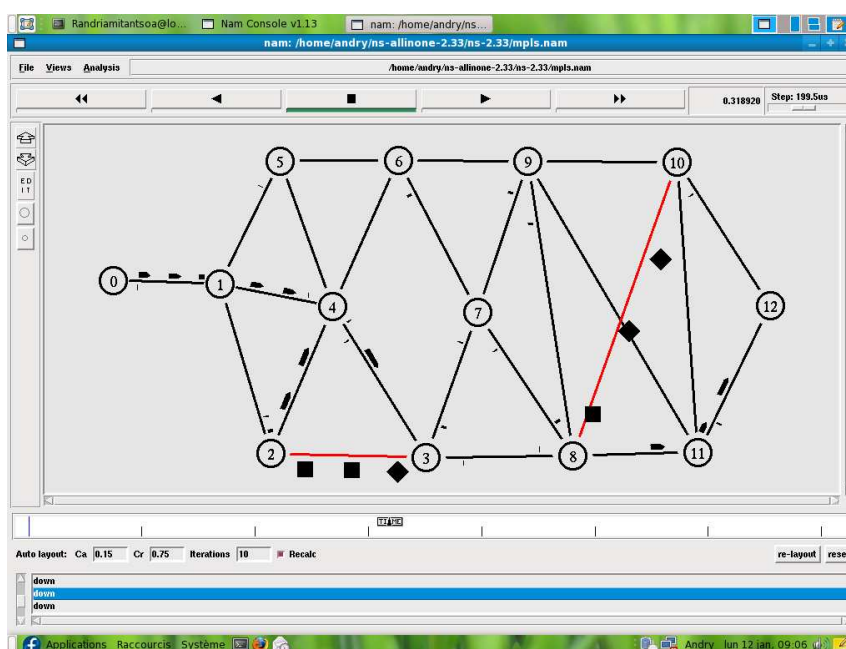 Randriamitantsoa@lo... Nam Console v1.13 nam: /home/andry/ns...
nam: /home/andry/ns-allinone-2.33/ns-2.33/mpls.nam
File Views Analysis /home/andry/ns-allinone-2.33/ns-2.33/mpls.nam
0.318920 Step: 199.5us
ED
IT
5 6 9 10
0 1 4 7 12
2 3 8 11
TIME
Auto layout: Ca 0.15 Cr 0.75 Iterations 10 Recalc re-layout rese
down
down
down
Applications Raccourcis Système Andry lun 12 jan, 09:06